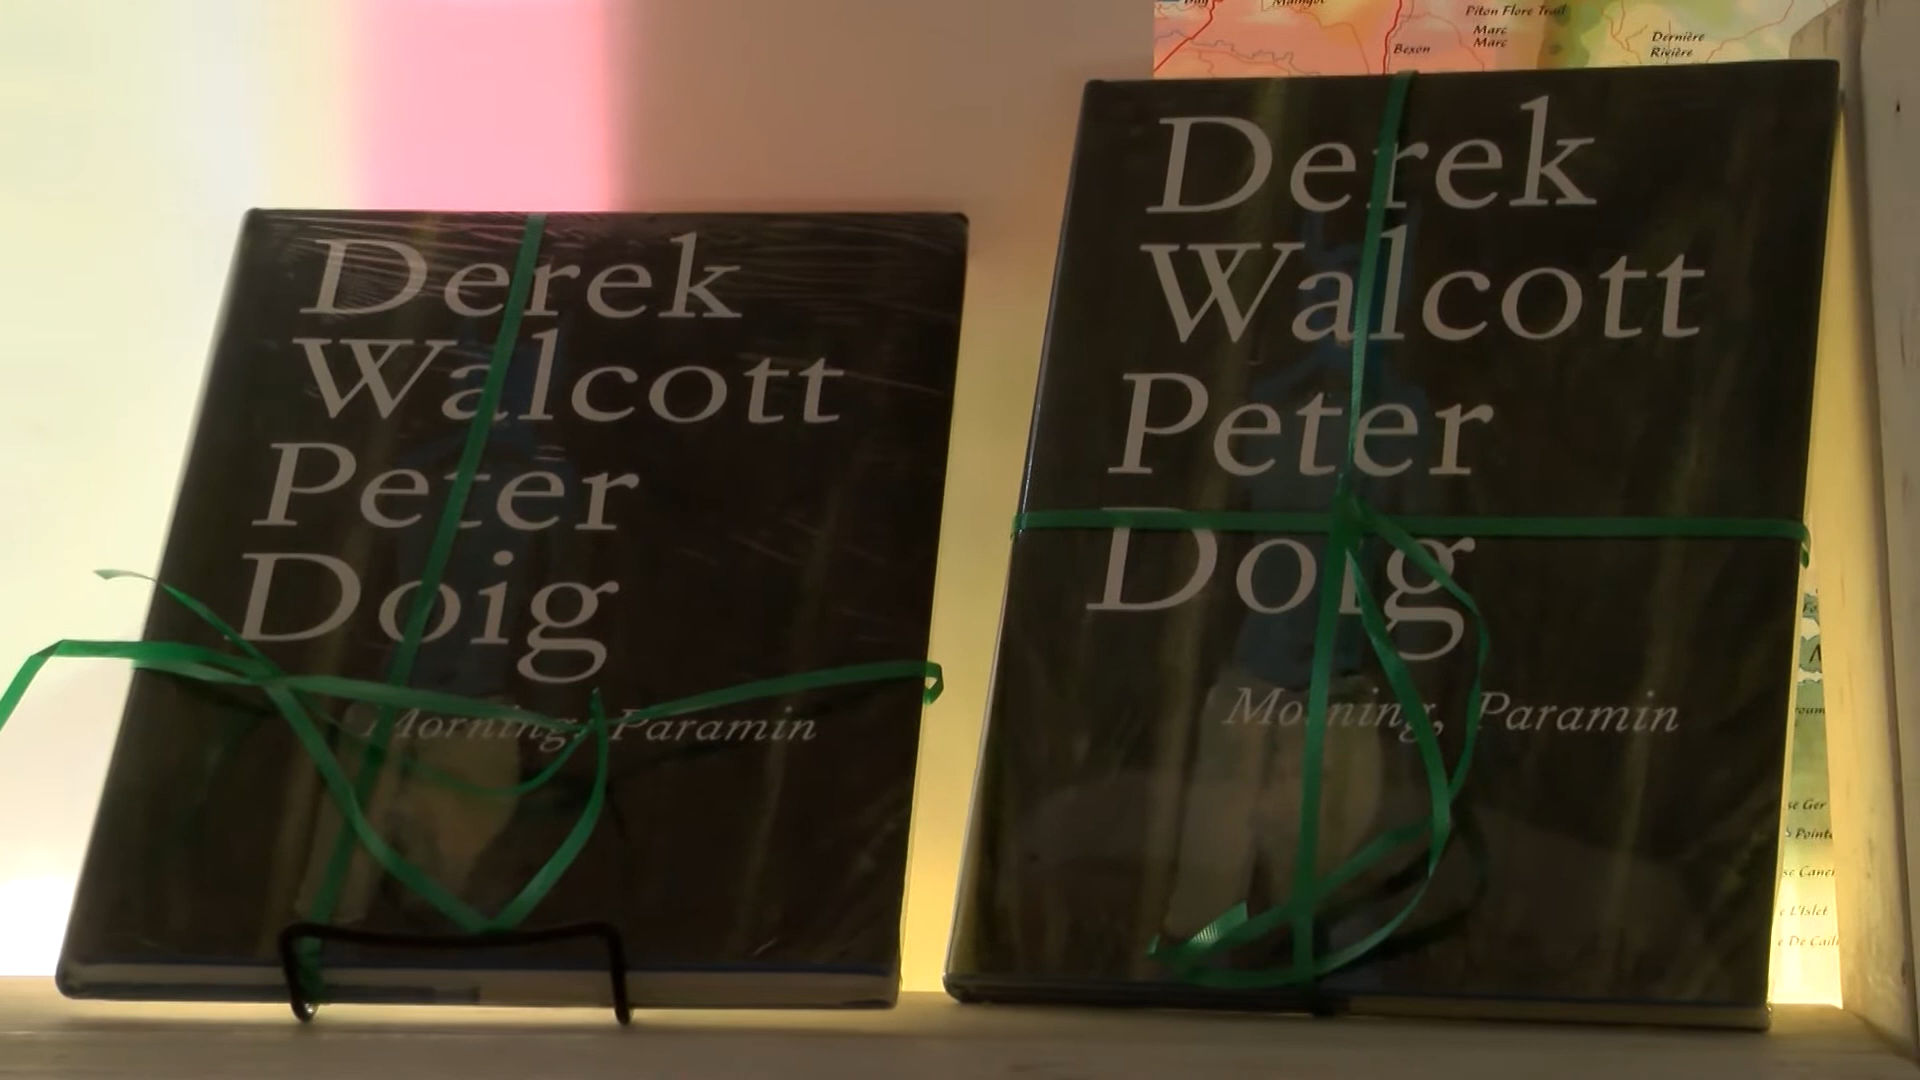 Piton Flore Trail
Marc
Marc
Bexon
Dernière
Rivière
Derek
Walcott
Peter
Doig
Morning, Paramin
Derek
Walcott
Peter
Doig
Morning, Paramin
L'Islet